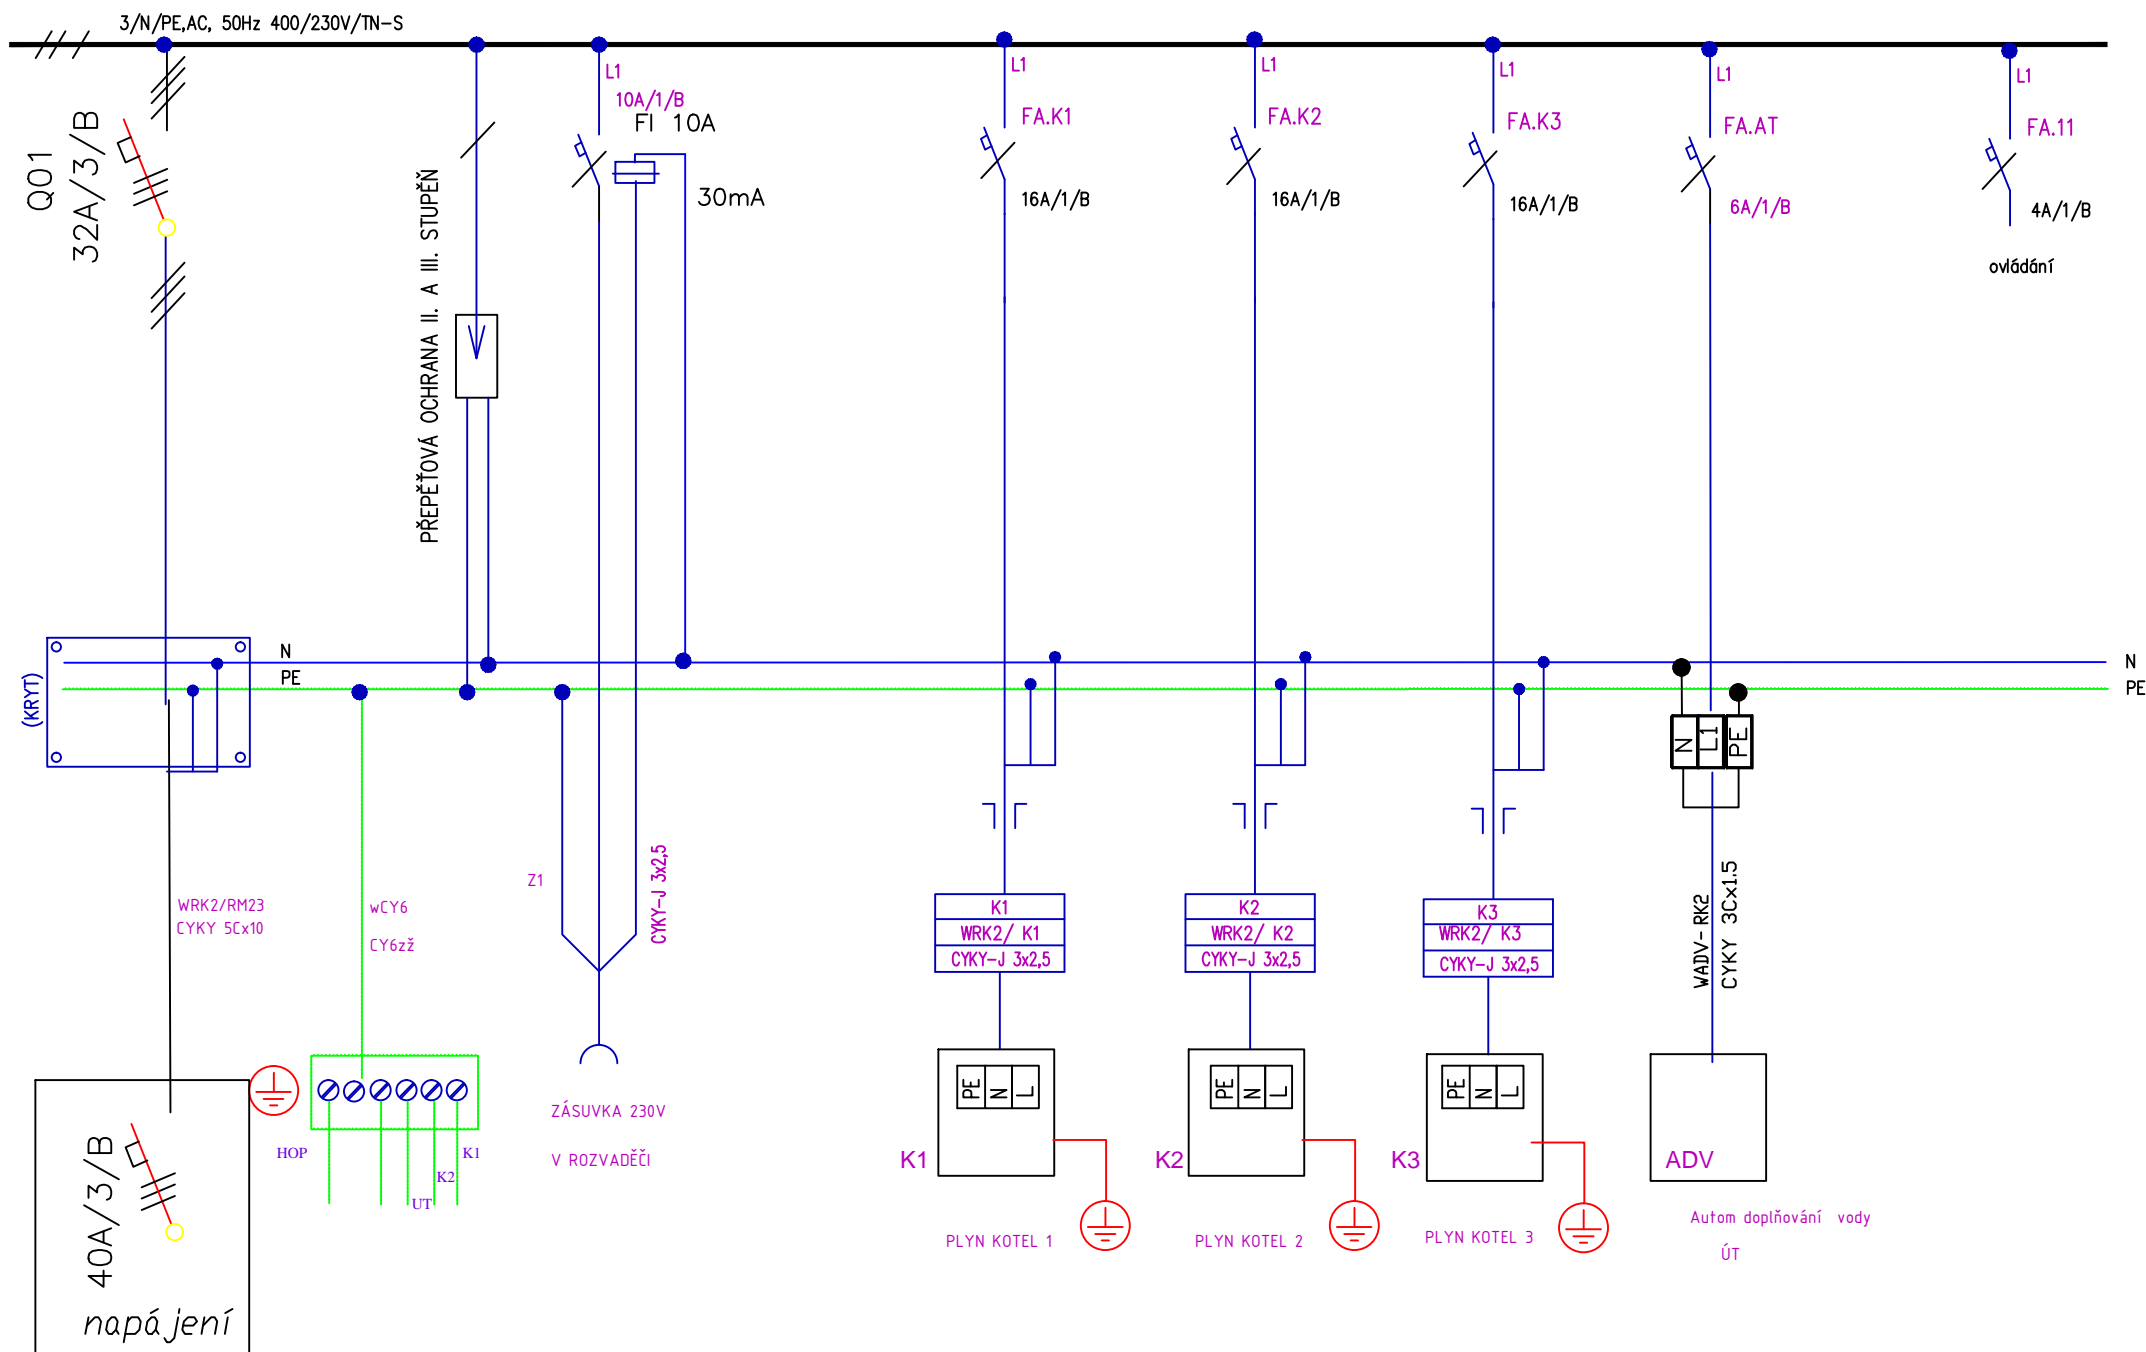 3/N/PE,AC, 50Hz 400/230V/TN-S
Q01
32A/3/B
PŘEPĚŤOVÁ OCHRANA II. A III. STUPEŇ
L1
10A/1/B
FI 10A
30mA
L1
FA.K1
16A/1/B
L1
FA.K2
16A/1/B
L1
FA.K3
16A/1/B
L1
FA.AT
6A/1/B
L1
FA.11
4A/1/B
ovládání
(KRYT)
N
PE
N
PE
N
L1
PE
WRK2/RM23
CYKY 5Cx10
wCY6
CY6zž
Z1
CYKY-J 3x2,5
K1
WRK2/ K1
CYKY-J 3x2,5
K2
WRK2/ K2
CYKY-J 3x2,5
K3
WRK2/ K3
CYKY-J 3x2,5
WADV-RK2
CYKY 3Cx1.5
40A/3/B
napájení
HOP
UT
K2
K1
ZÁSUVKA 230V
V ROZVADĚČI
PE
N
L
K1
PLYN KOTEL 1
PE
N
L
K2
PLYN KOTEL 2
PE
N
L
K3
PLYN KOTEL 3
ADV
Autom doplňování vody
ÚT